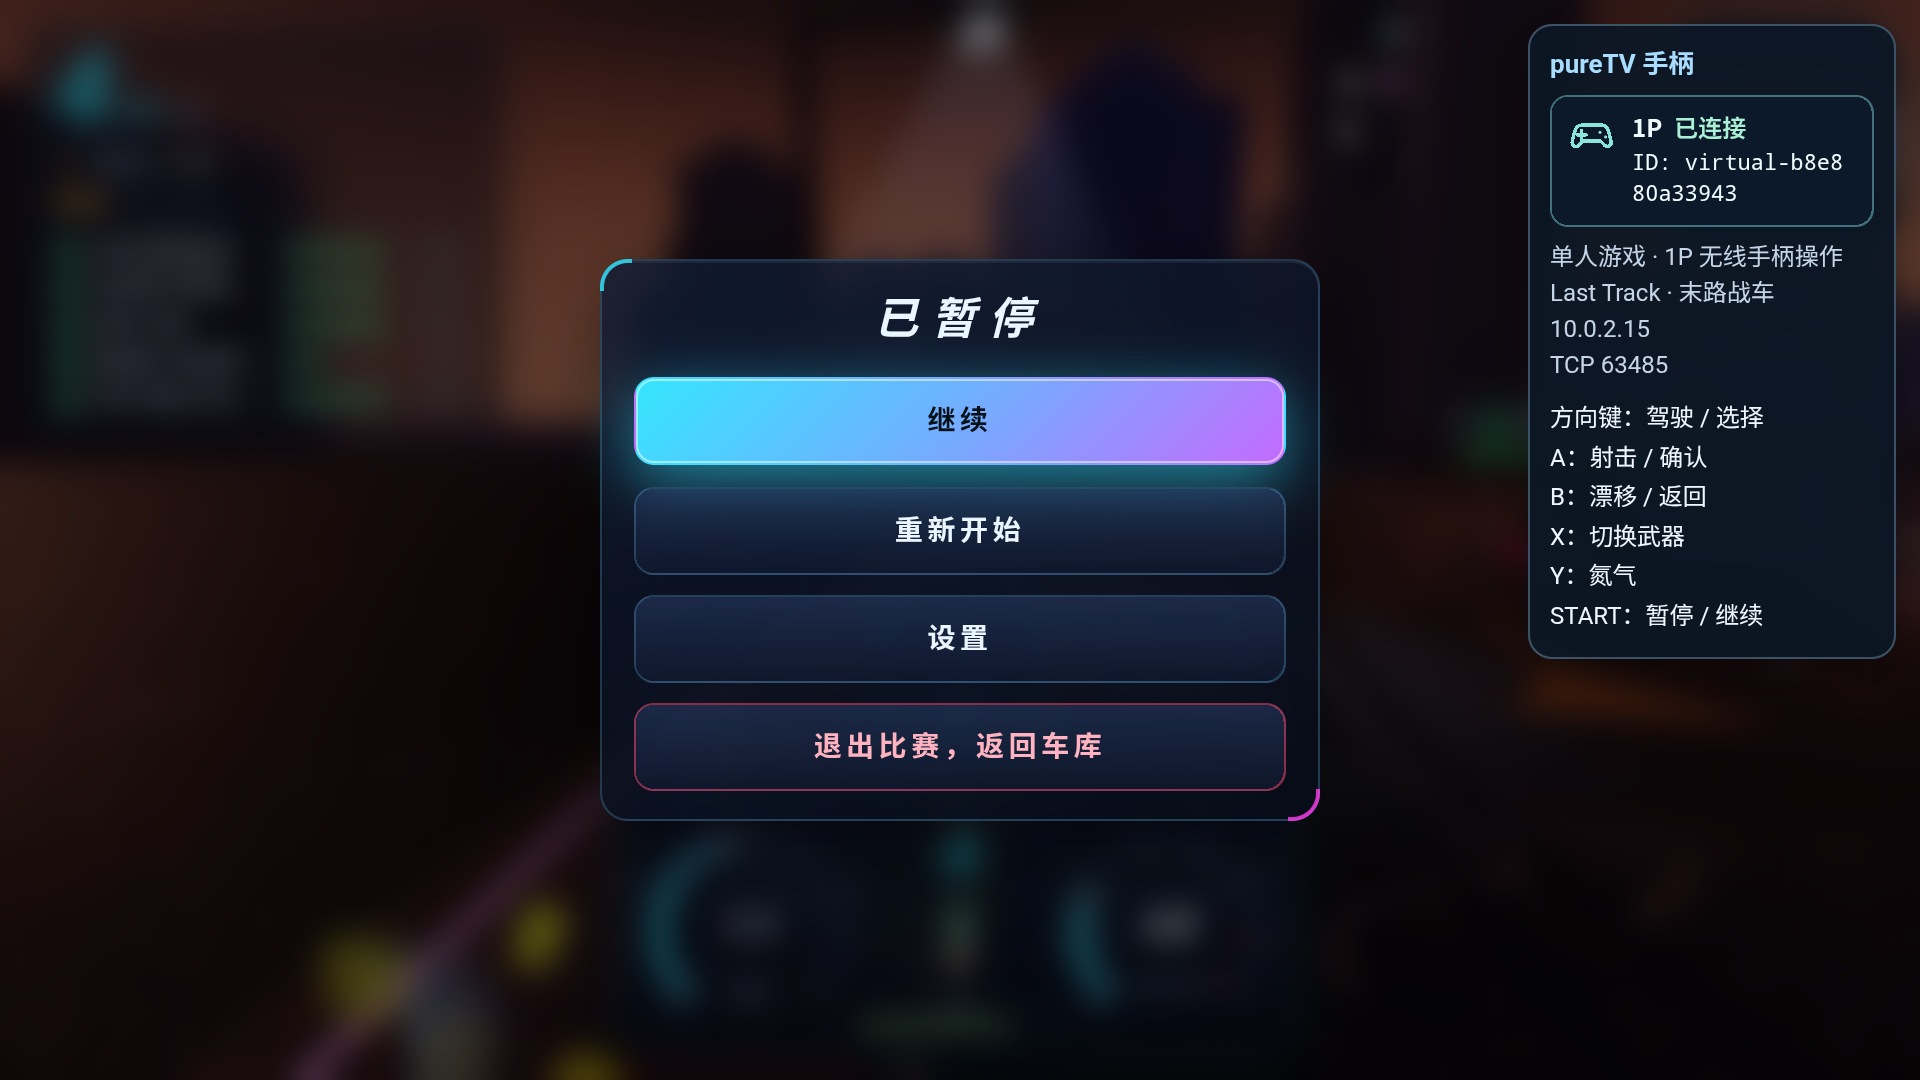 已暂停
继续
重新开始
设置
退出比赛，返回车库
pureTV 手柄
1P 已连接
ID: virtual-b8e8
80a33943
单人游戏 · 1P 无线手柄操作
Last Track · 末路战车
10.0.2.15
TCP 63485
方向键：驾驶 / 选择
A：射击 / 确认
B：漂移 / 返回
X：切换武器
Y：氮气
START：暂停 / 继续